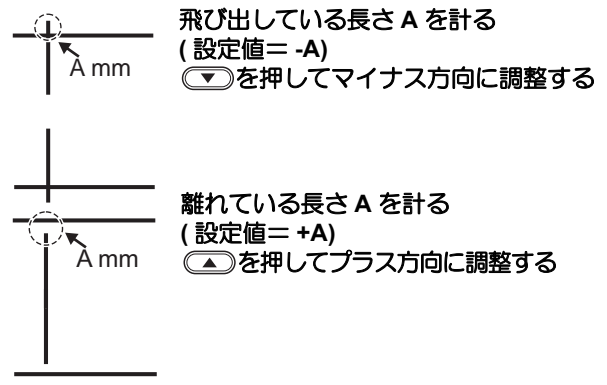 飛び出している長さ A を計る
( 設定値＝ -A)
▼を押してマイナス方向に調整する
A mm
離れている長さ A を計る
( 設定値＝ +A)
▲を押してプラス方向に調整する
A mm